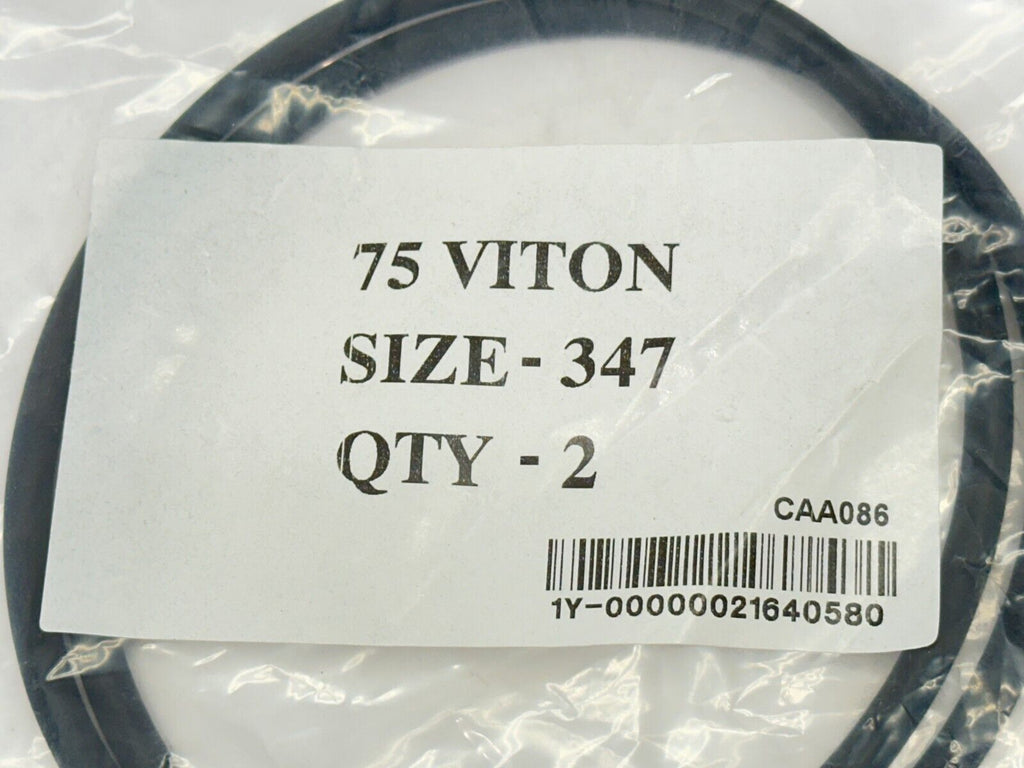 75 VITON
SIZE - 347
QTY - 2
CAA086
1Y-00000021640580